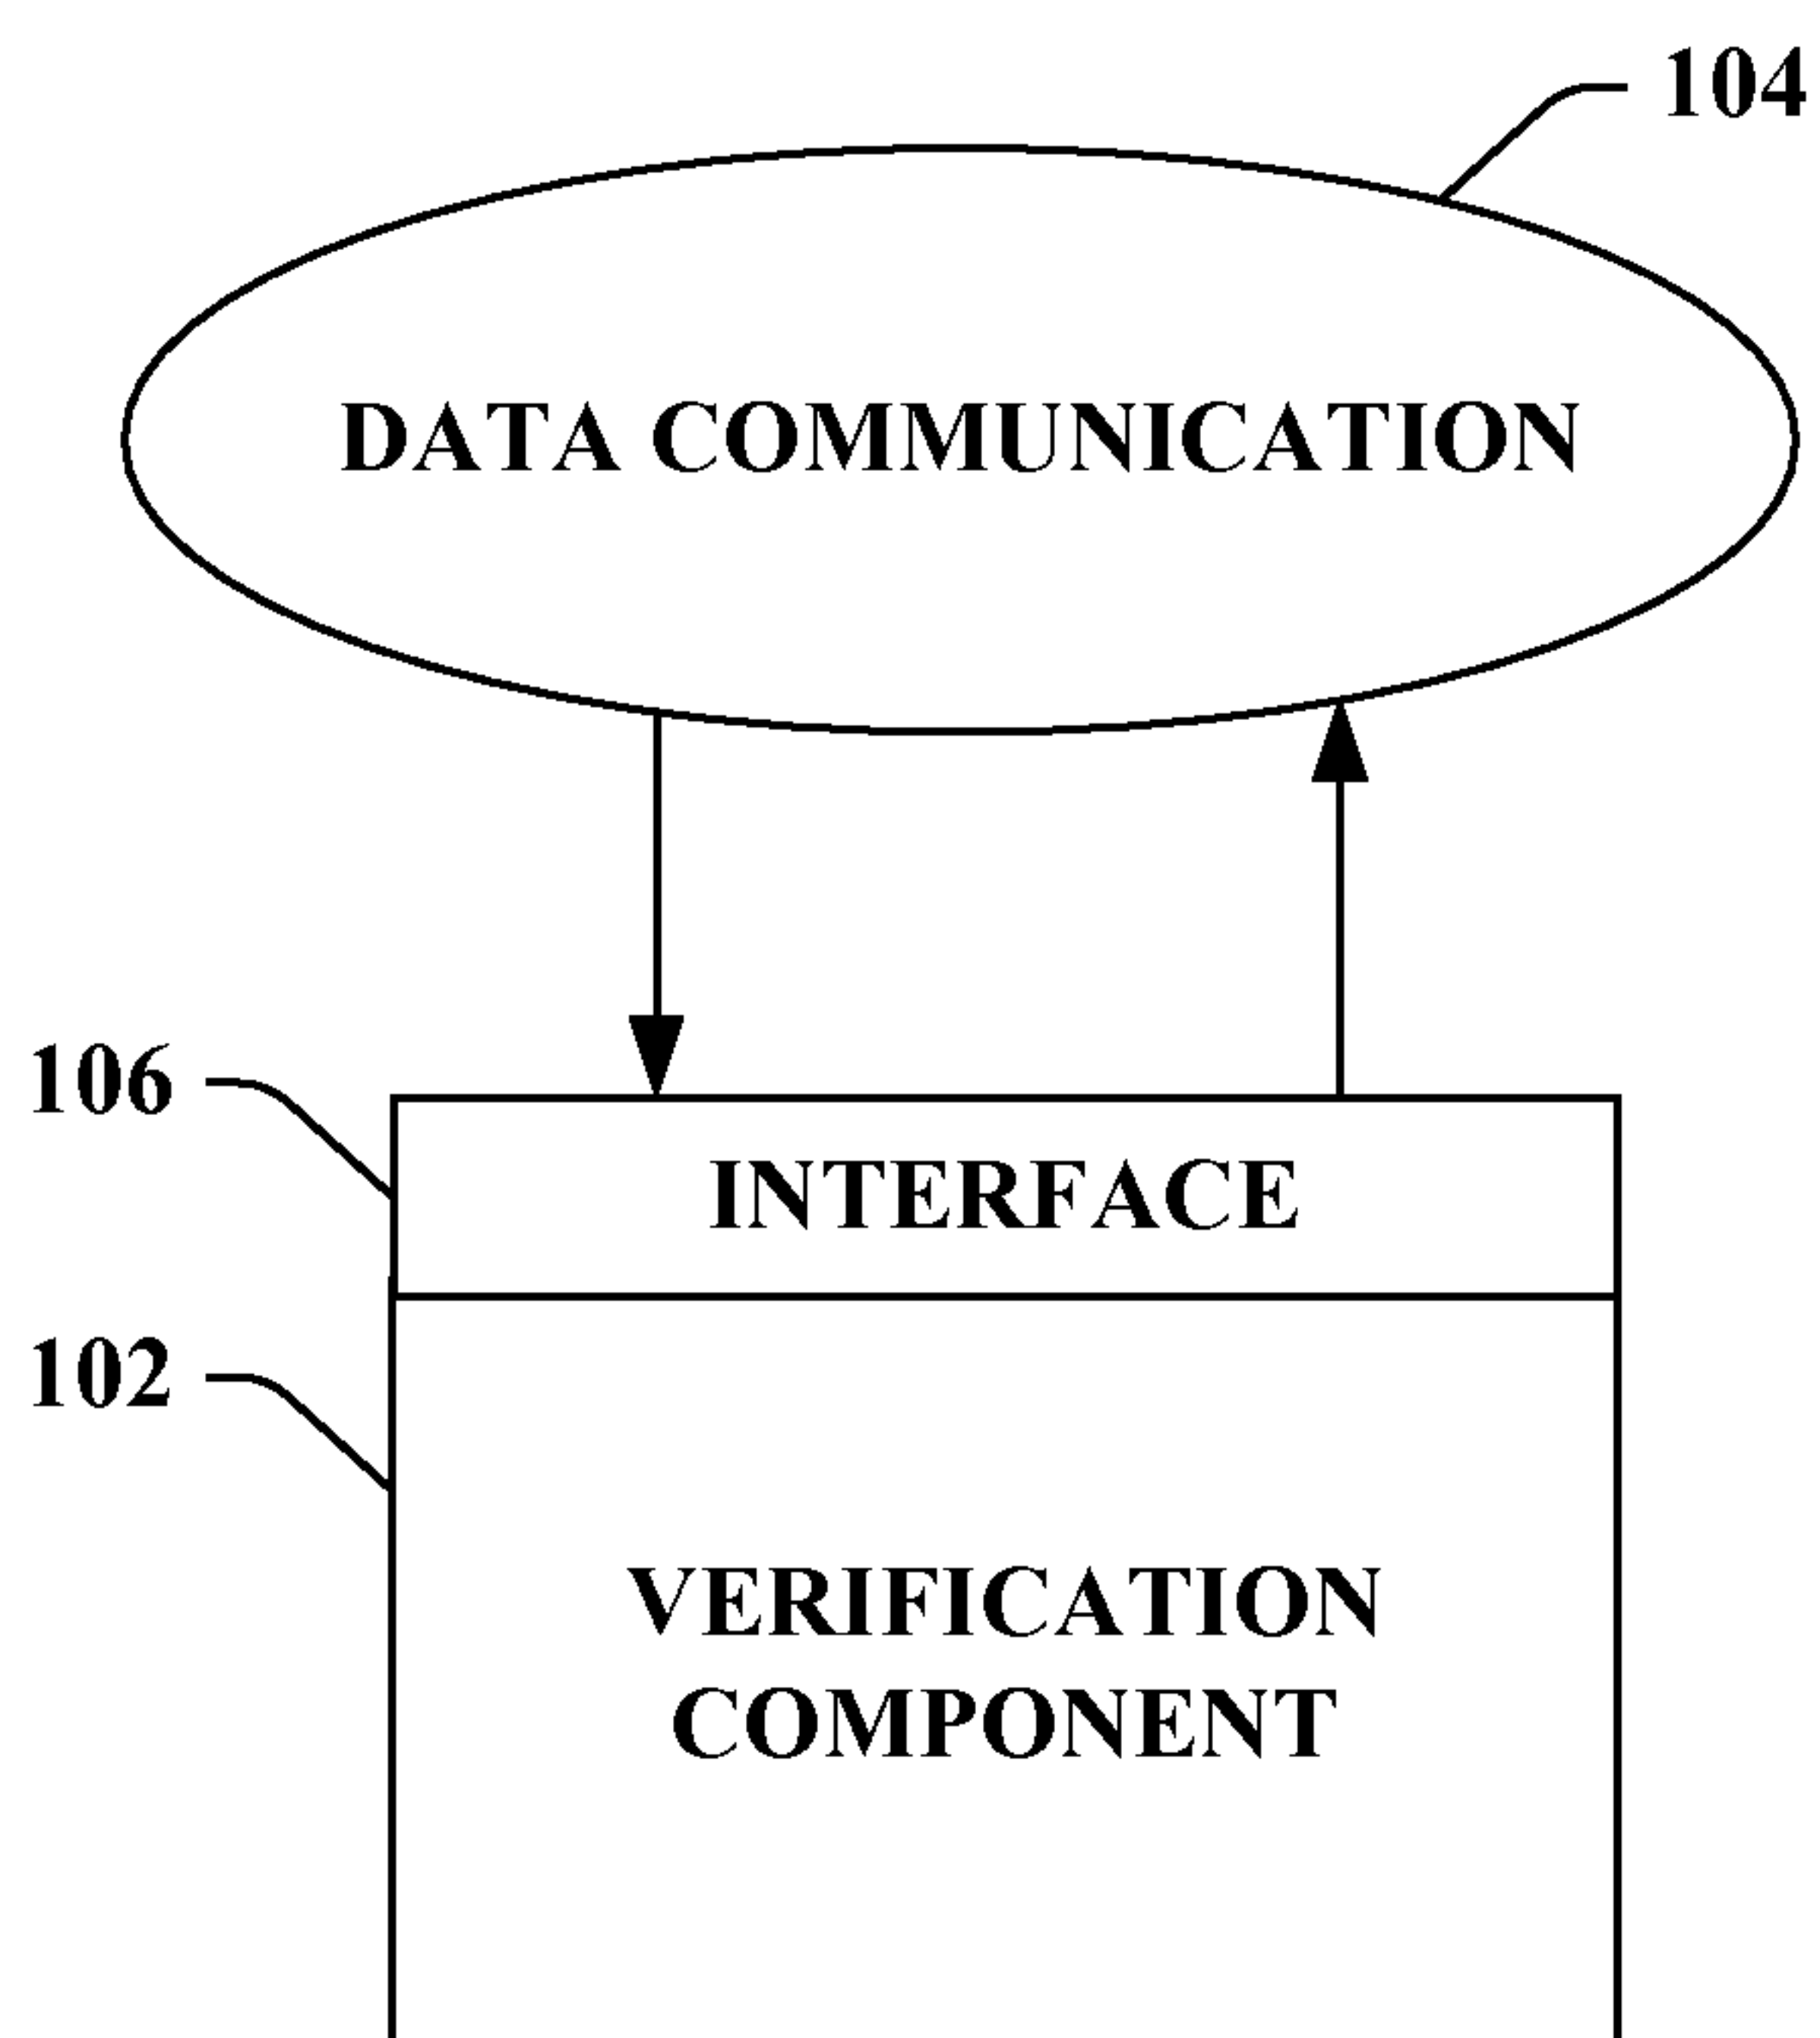 104
DATA COMMUNICATION
106
INTERFACE
102
VERIFICATION
COMPONENT